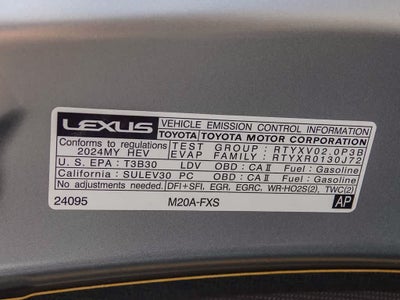 LEXUS VEHICLE EMISSION CONTROL INFORMATION
TOYOTA TOYOTA MOTOR CORPORATION
Conforms to regulations TEST GROUP : RTYXV02.0P3B
2024MY HEV EVAP FAMILY : RTYXR0130J72
U. S. EPA : T3B30 LDV OBD : CA II Fuel : Gasoline
California : SULEV30 PC OBD : CA II Fuel : Gasoline
No adjustments needed. DFI+SFI, EGR, EGRC, WR-HO2S(2), TWC(2)
24095 M20A-FXS AP